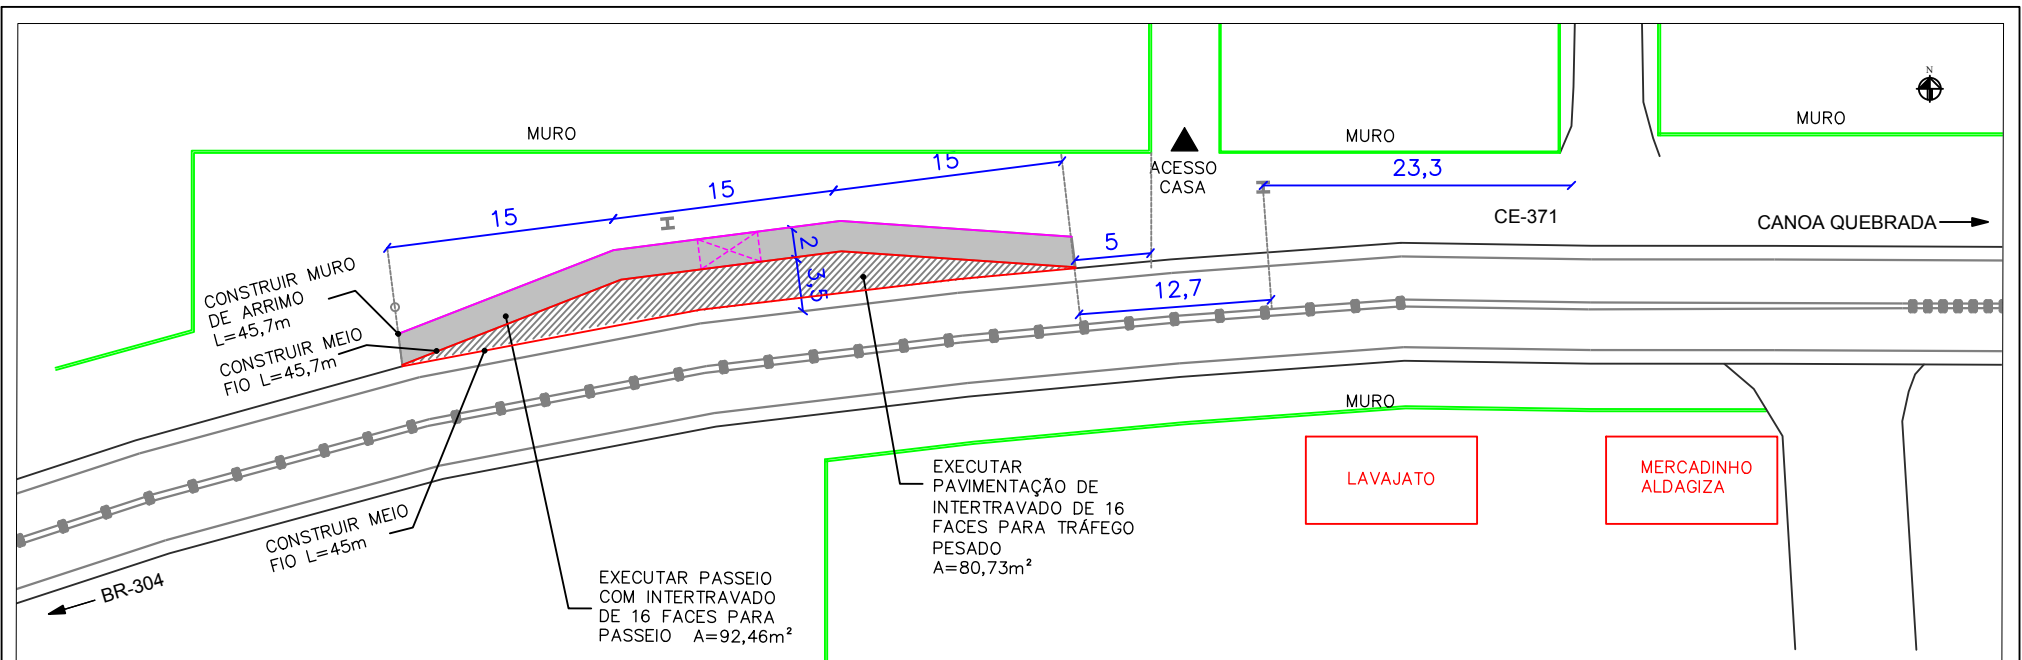 N
MURO
MURO
MURO
ACESSO
CASA
15
15
15
23,3
CE-371
CANOA QUEBRADA
5
2
3,5
12,7
CONSTRUIR MURO
DE ARRIMO
L=45,7m
CONSTRUIR MEIO
FIO L=45,7m
CONSTRUIR MEIO
FIO L=45m
BR-304
EXECUTAR PASSEIO
COM INTERTRAVADO
DE 16 FACES PARA
PASSEIO A=92,46m²
EXECUTAR
PAVIMENTAÇÃO DE
INTERTRAVADO DE 16
FACES PARA TRÁFEGO
PESADO
A=80,73m²
MURO
LAVAJATO
MERCADINHO
ALDAGIZA